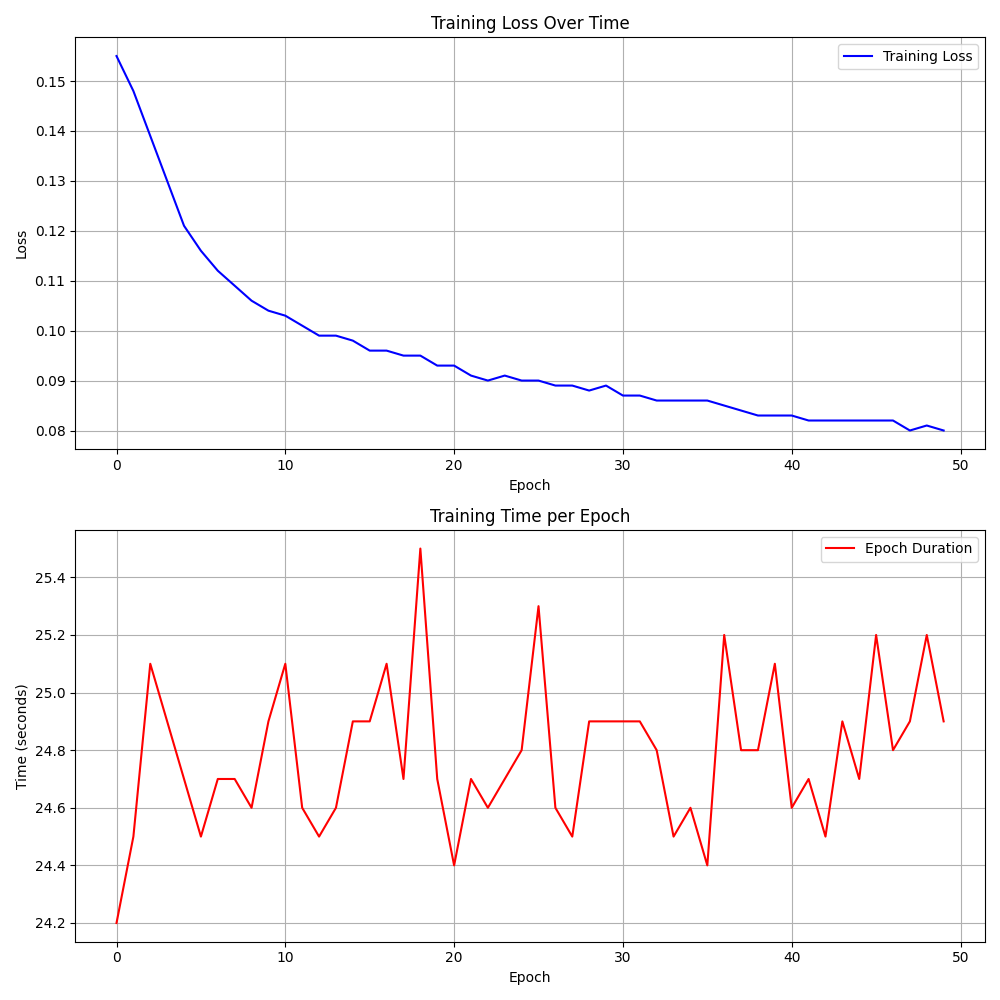 Training Loss Over Time
Training Loss
0.15
0.14
0.13
0.12
0.11
0.10
0.09
0.08
Loss
0 10 20 30 40 50
Epoch
Training Time per Epoch
Epoch Duration
25.4
25.2
25.0
24.8
24.6
24.4
24.2
Time (seconds)
0 10 20 30 40 50
Epoch